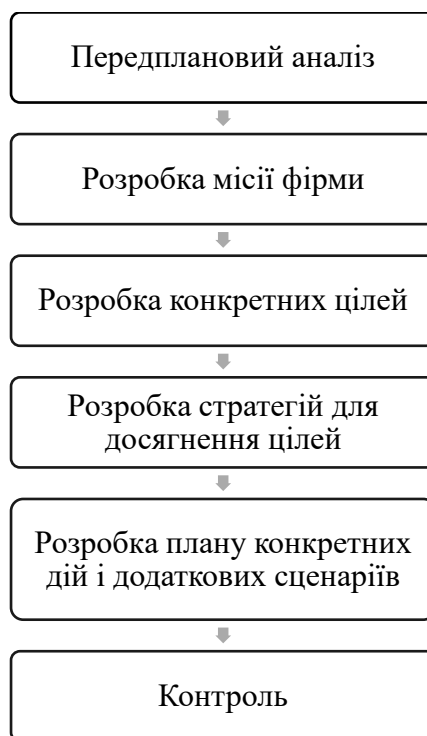 Передплановий аналіз
Розробка місії фірми
Розробка конкретних цілей
Розробка стратегій для
досягнення цілей
Розробка плану конкретних
дій і додаткових сценаріїв
Контроль